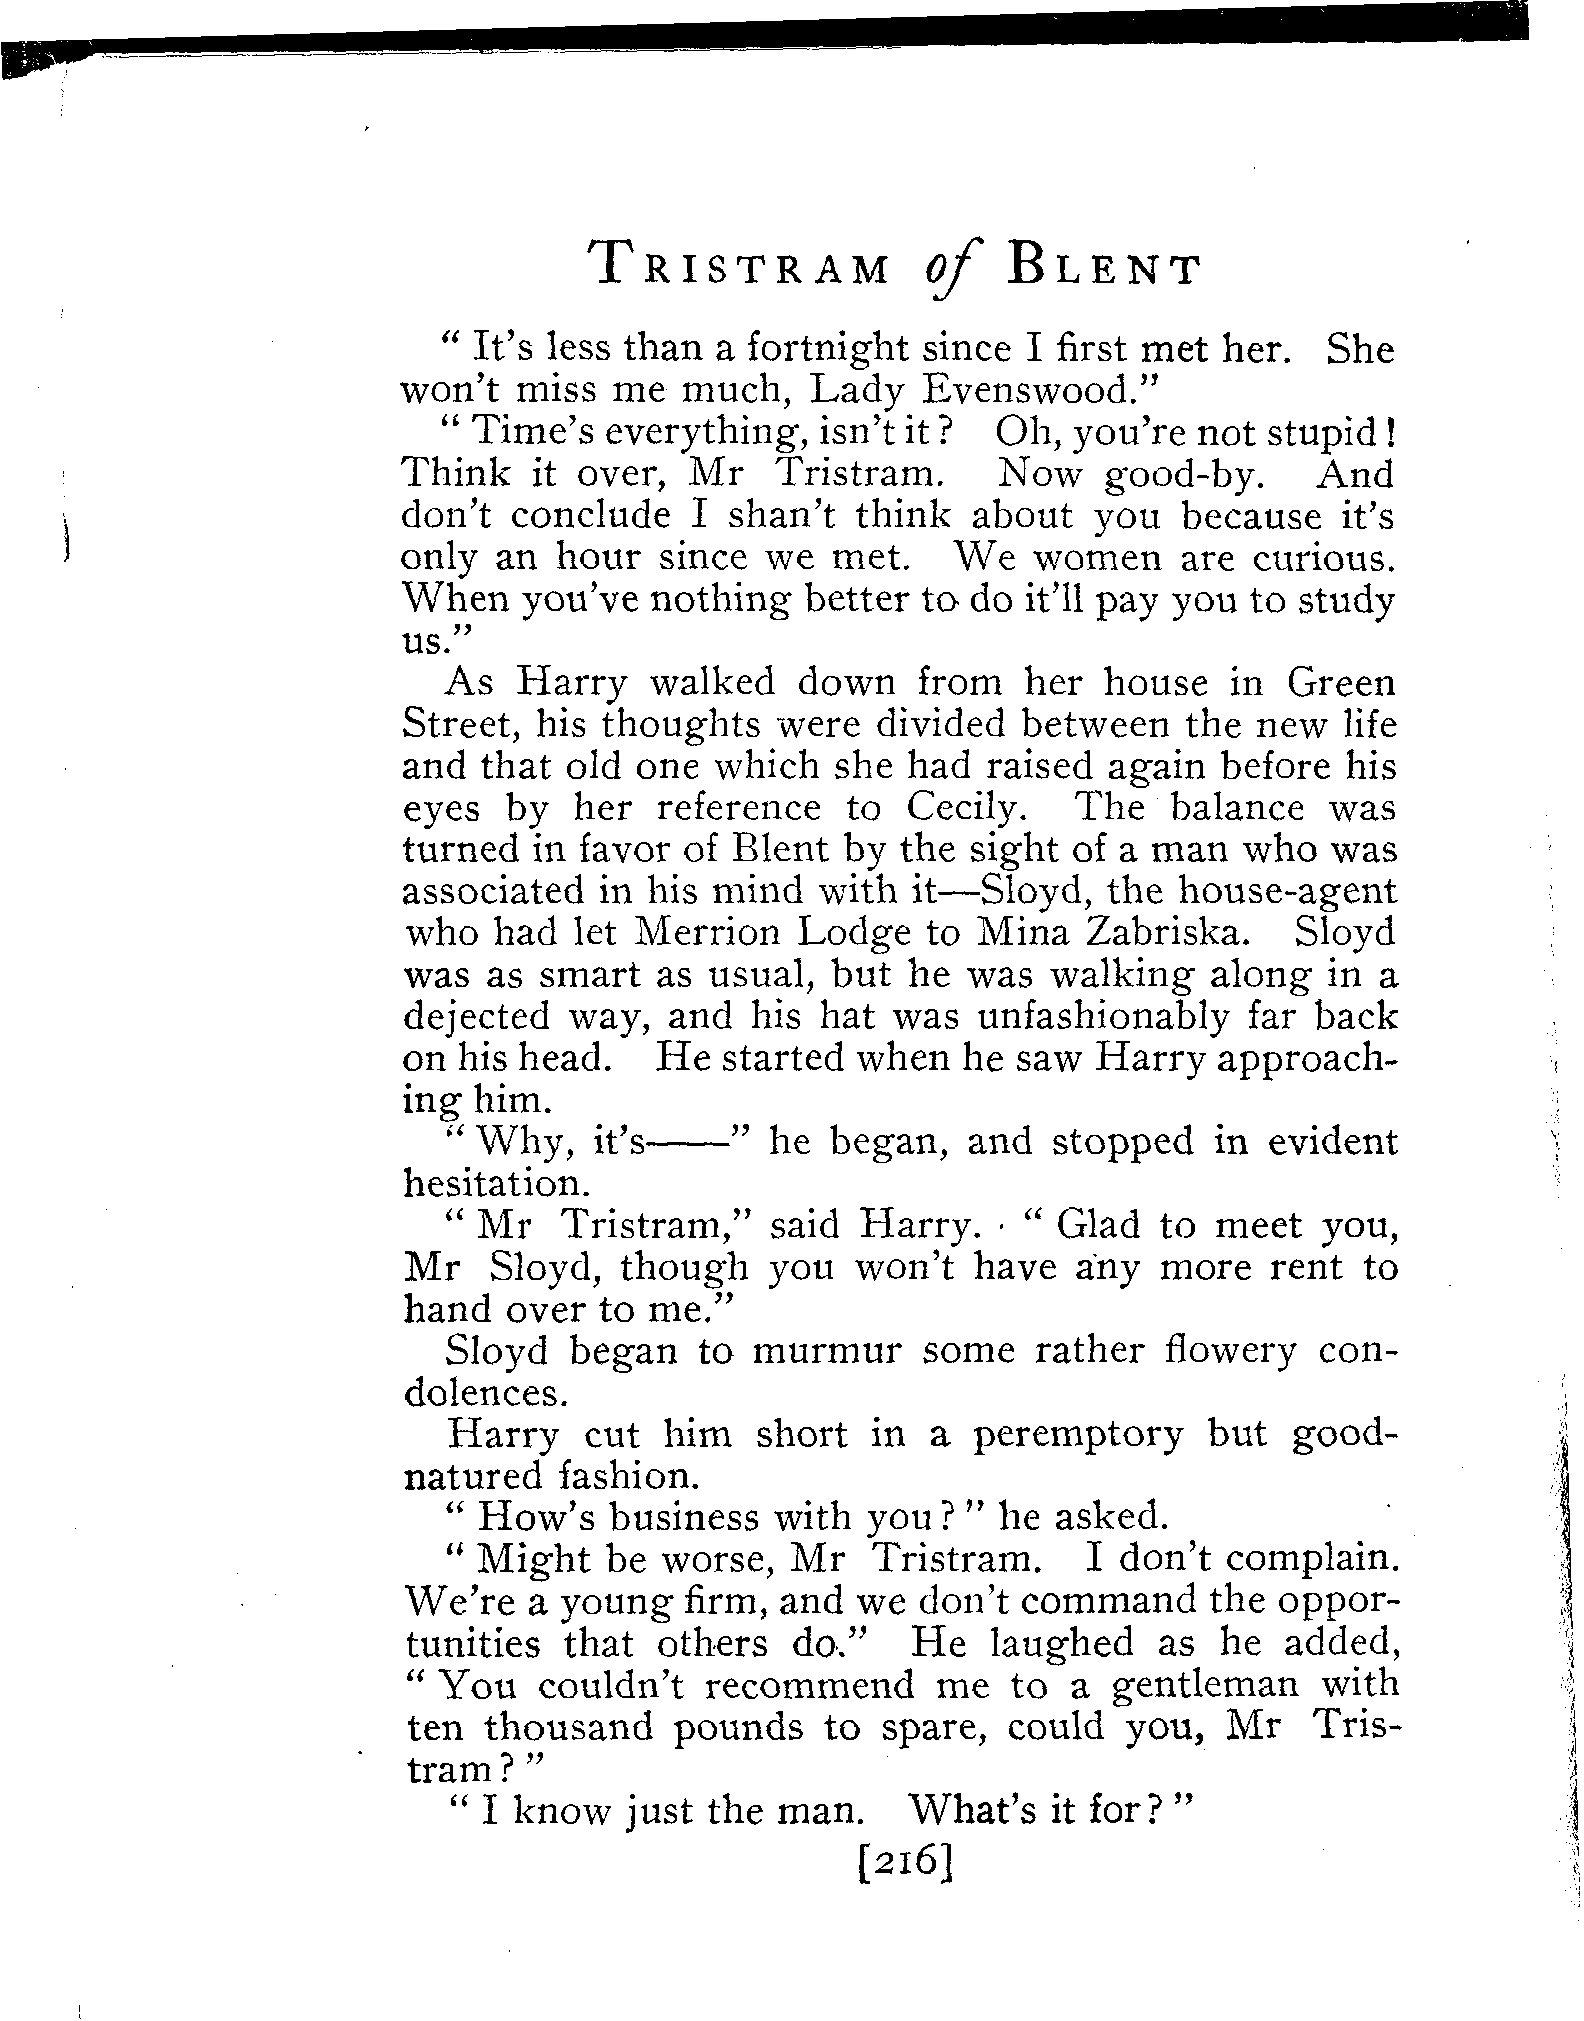 TRISTRAM of BLENT
“ It’s less than a fortnight since I first met her. She
won’t miss me much, Lady Evenswood.”
“ Time’s everything, isn’t it ? Oh, you’re not stupid !
Think it over, Mr Tristram. Now good-by. And
don’t conclude I shan’t think about you because it’s
only an hour since we met. We women are curious.
When you’ve nothing better to do it’ll pay you to study
us.”
As Harry walked down from her house in Green
Street, his thoughts were divided between the new life
and that old one which she had raised again before his
eyes by her reference to Cecily. The balance was
turned in favor of Blent by the sight of a man who was
associated in his mind with it—Sloyd, the house-agent
who had let Merrion Lodge to Mina Zabriska. Sloyd
was as smart as usual, but he was walking along in a
dejected way, and his hat was unfashionably far back
on his head. He started when he saw Harry approach-
ing him.
“ Why, it’s——” he began, and stopped in evident
hesitation.
“ Mr Tristram,” said Harry. “ Glad to meet you,
Mr Sloyd, though you won’t have any more rent to
hand over to me.”
Sloyd began to murmur some rather flowery con-
dolences.
Harry cut him short in a peremptory but good-
natured fashion.
“ How’s business with you ? ” he asked.
“ Might be worse, Mr Tristram. I don’t complain.
We’re a young firm, and we don’t command the oppor-
tunities that others do.” He laughed as he added,
“ You couldn’t recommend me to a gentleman with
ten thousand pounds to spare, could you, Mr Tris-
tram ? ”
“ I know just the man. What’s it for ? ”
[216]